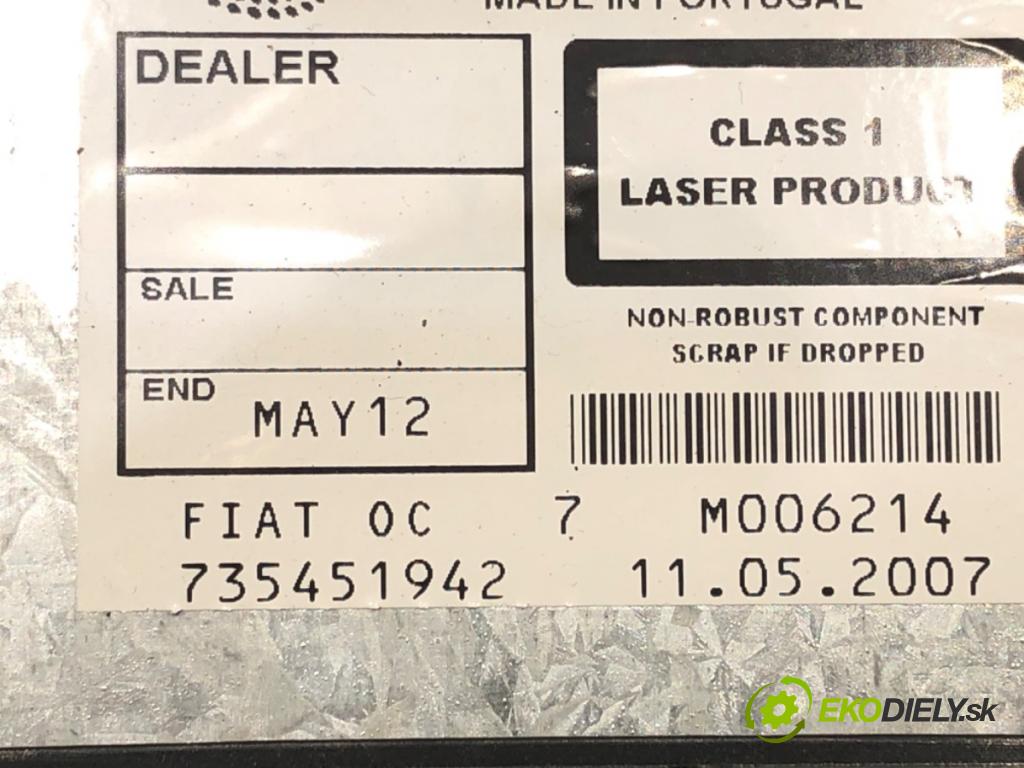 MADE IN PORTUGAL
DEALER
CLASS 1
LASER PRODUCT
SALE
NON-ROBUST COMPONENT
SCRAP IF DROPPED
END
MAY12
FIAT OC 7 M006214
735451942 11.05.2007
EKODIELY.sk